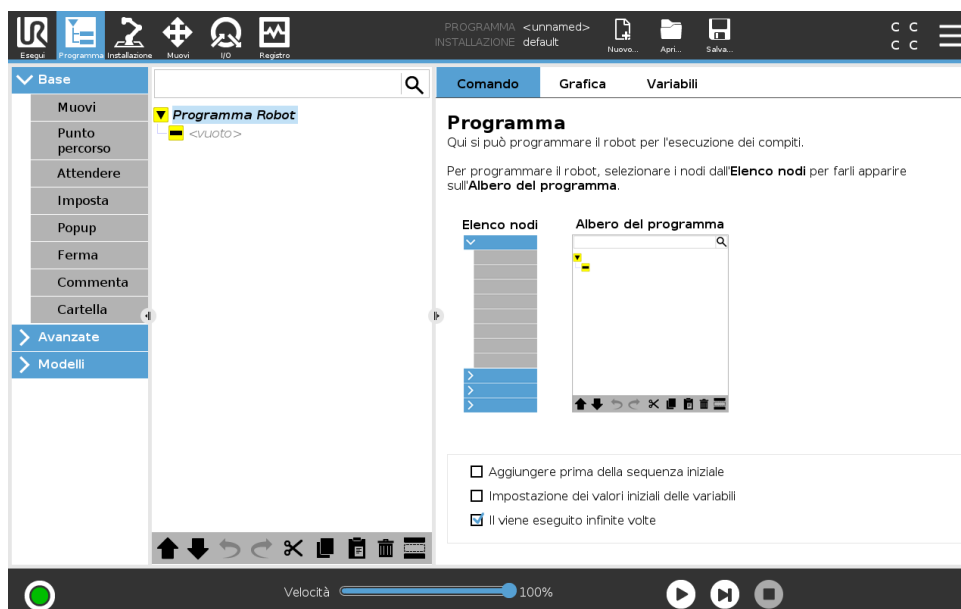 PROGRAMMA <unnamed>
INSTALLAZIONE default
UR
Esegui
Programma
Installazione
Muovi
I/O
Registro
Nuovo...
Apri...
Salva...
C C
C C
Base
Muovi
Punto
percorso
Attendere
Imposta
Popup
Ferma
Commenta
Cartella
Avanzate
Modelli
Programma Robot
<vuoto>
Comando
Grafica
Variabili
Programma
Qui si può programmare il robot per l'esecuzione dei compiti.
Per programmare il robot, selezionare i nodi dall'Elenco nodi per farli apparire
sull'Albero del programma.
Elenco nodi
Albero del programma
Aggiungere prima della sequenza iniziale
Impostazione dei valori iniziali delle variabili
Il viene eseguito infinite volte
Velocità
100%